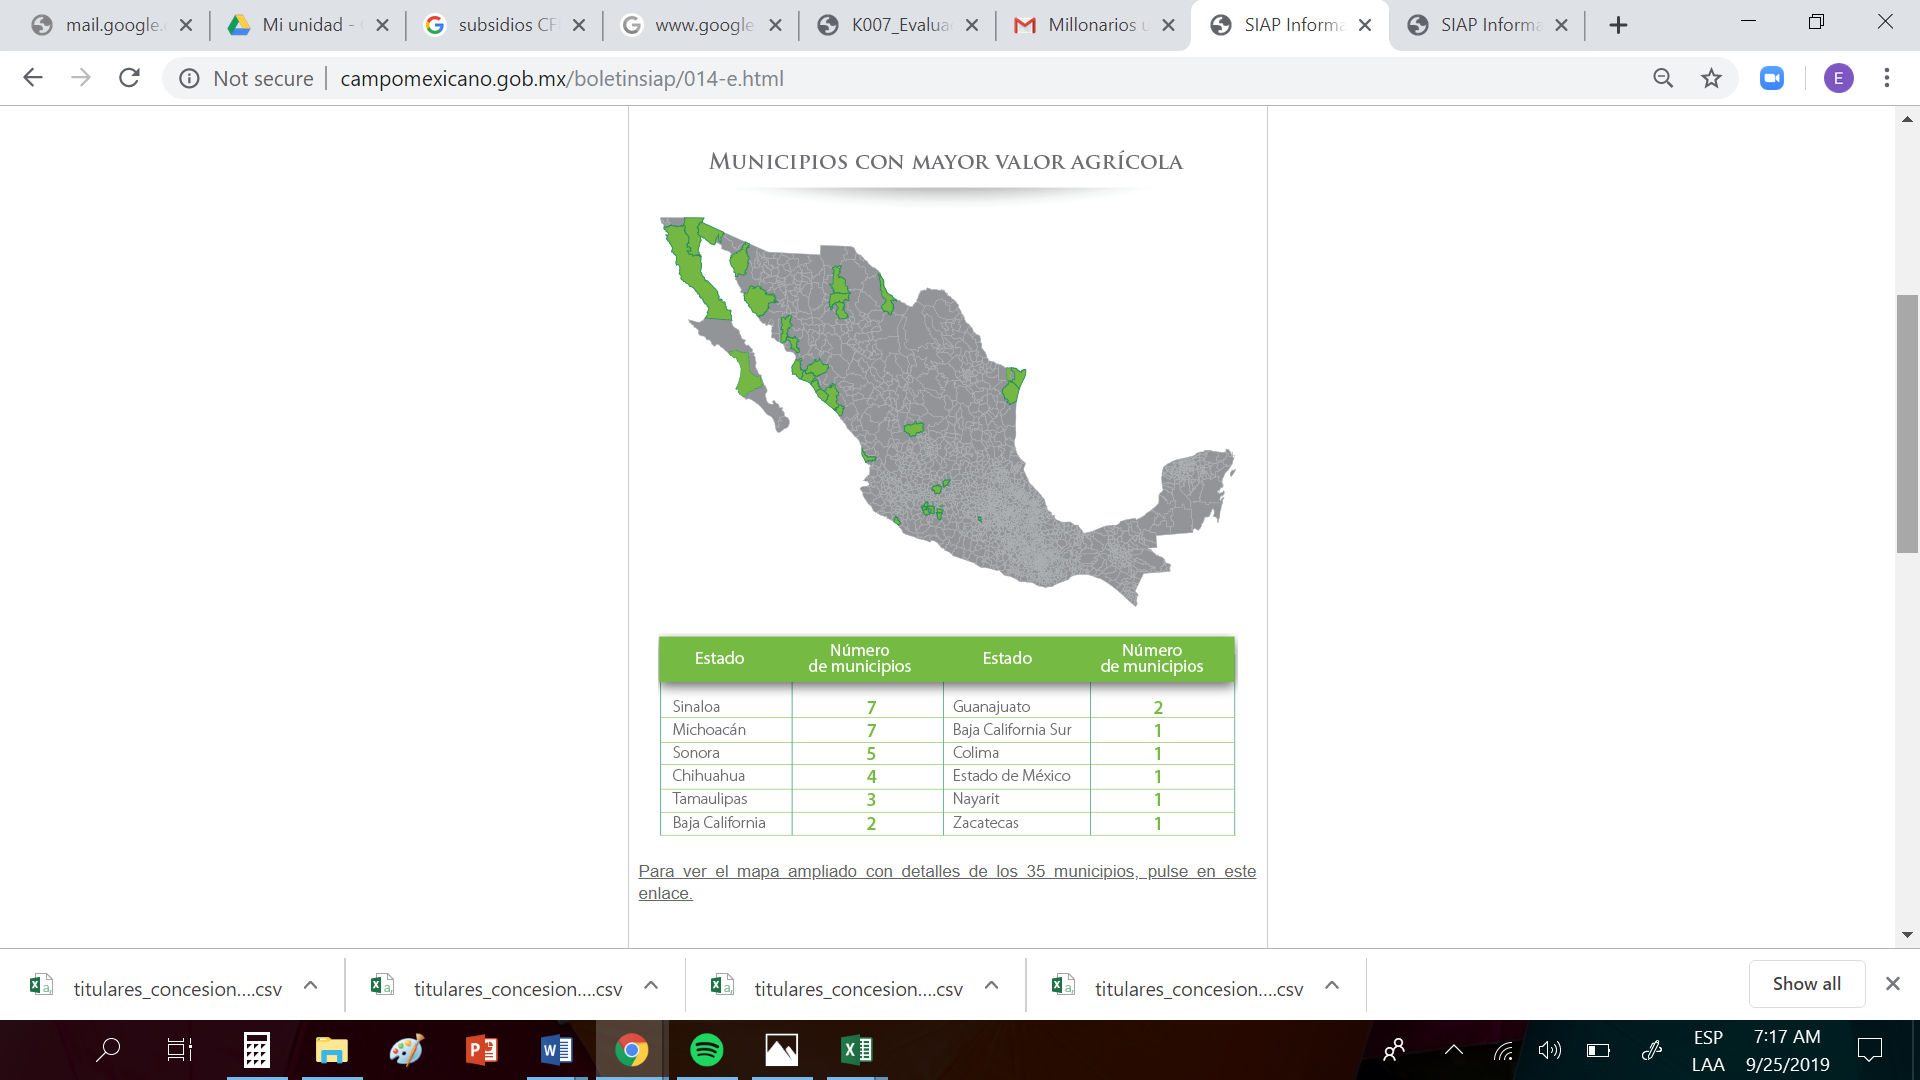 mail.google.
Mi unidad -
subsidios CF
www.google
K007_Evalua
Millonarios u
SIAP Informa
SIAP Informa
Not secure
campomexicano.gob.mx/boletinsiap/014-e.html
E
MUNICIPIOS CON MAYOR VALOR AGRÍCOLA
Estado Número de municipios Estado Número de municipios
Sinaloa 7 Guanajuato 2
Michoacán 7 Baja California Sur 1
Sonora 5 Colima 1
Chihuahua 4 Estado de México 1
Tamaulipas 3 Nayarit 1
Baja California 2 Zacatecas 1
Para ver el mapa ampliado con detalles de los 35 municipios, pulse en este
enlace.
titulares_concesion....csv
titulares_concesion....csv
titulares_concesion....csv
titulares_concesion....csv
Show all
ESP 7:17 AM
LAA 9/25/2019